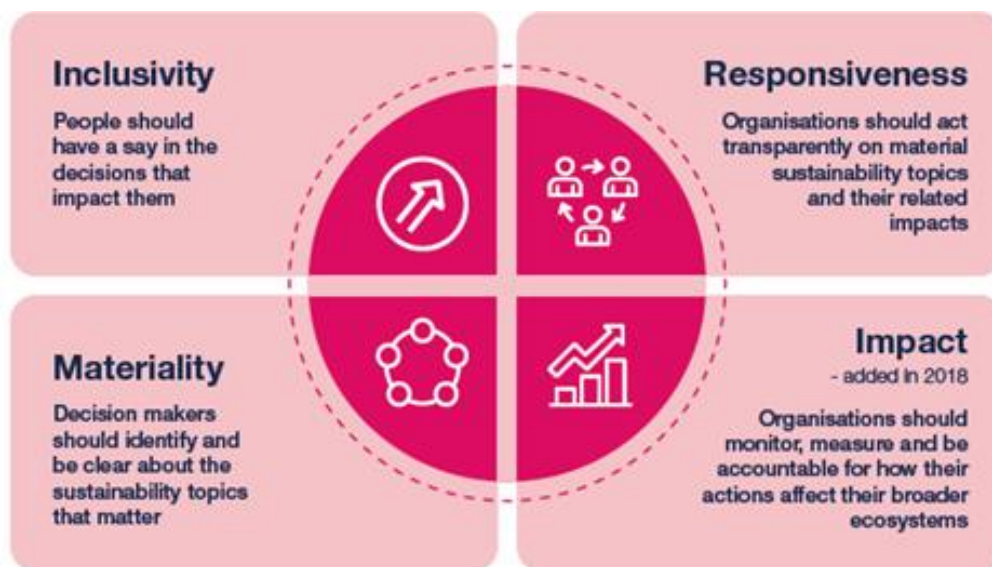 Inclusivity
People should
have a say in the
decisions that
impact them
Responsiveness
Organisations should act
transparently on material
sustainability topics
and their related
impacts
Materiality
Decision makers
should identify and
be clear about the
sustainability topics
that matter
Impact
- added in 2018
Organisations should
monitor, measure and be
accountable for how their
actions affect their broader
ecosystems